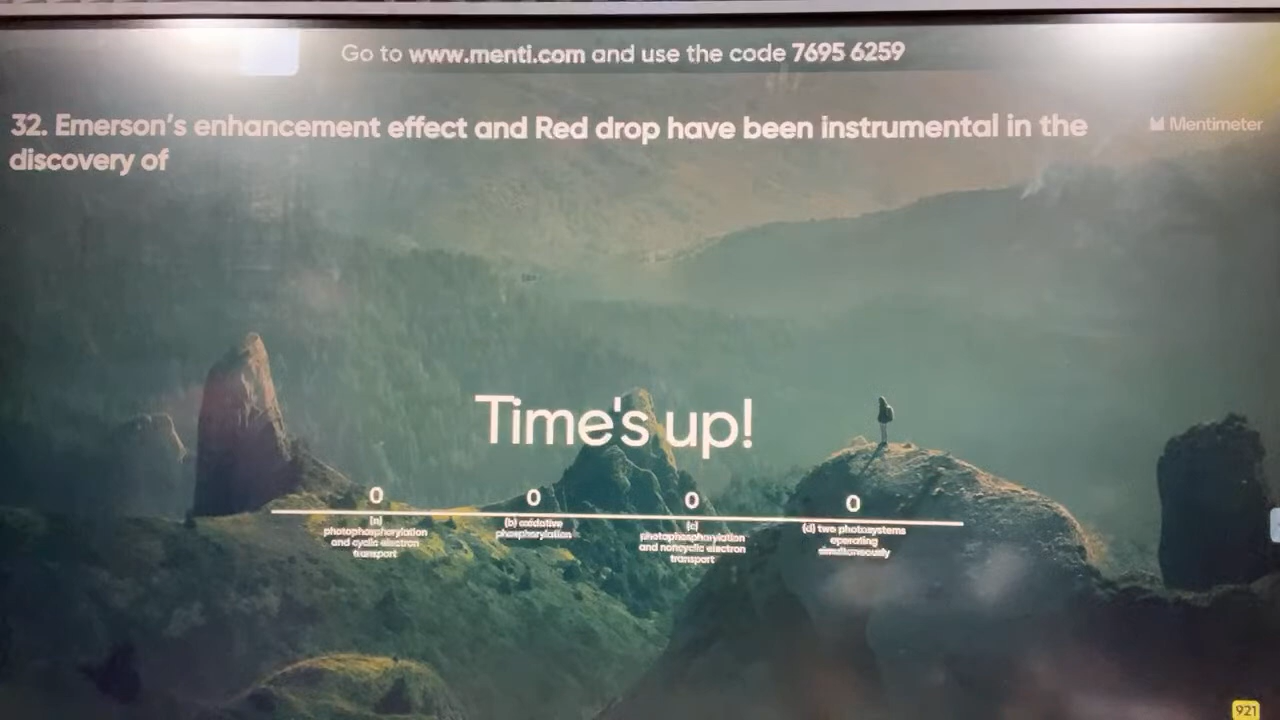 Go to www.menti.com and use the code 7695 6259
32. Emerson's enhancement effect and Red drop have been instrumental in the
discovery of
Mentimeter
Time's up!
0
0
0
0
(a)
photophosphorylation
and cyclic electron
transport
(b) oxidative
phosphorylation
(c)
photophosphorylation
and noncyclic electron
transport
(d) two photosystems
operating
simultaneously
921